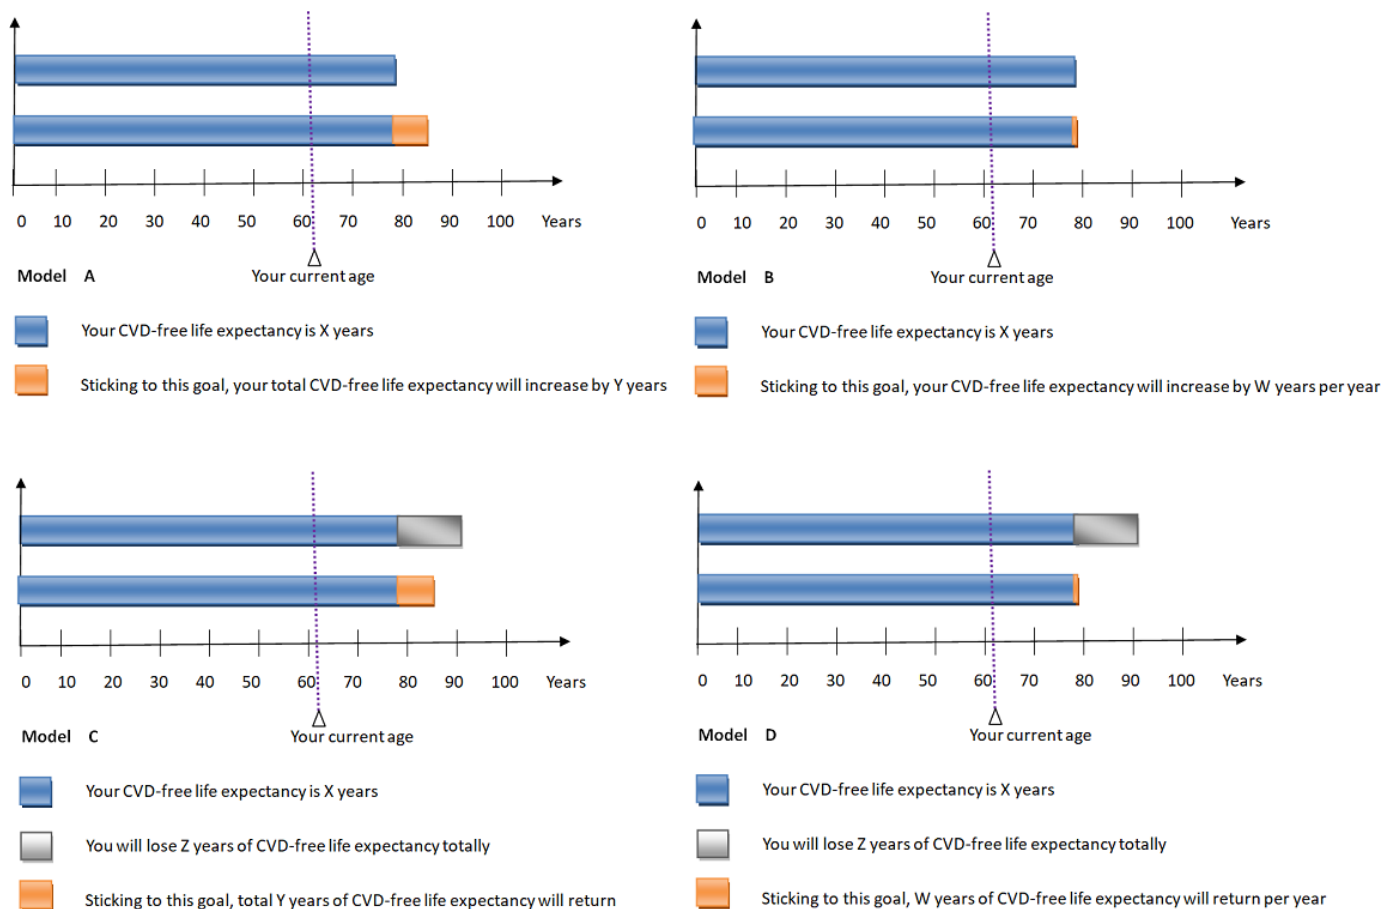 0 10 20 30 40 50 60 70 80 90 100 Years
Your current age
Model A
Your CVD-free life expectancy is X years
Sticking to this goal, your total CVD-free life expectancy will increase by Y years
0 10 20 30 40 50 60 70 80 90 100 Years
Your current age
Model B
Your CVD-free life expectancy is X years
Sticking to this goal, your CVD-free life expectancy will increase by W years per year
0 10 20 30 40 50 60 70 80 90 100 Years
Your current age
Model C
Your CVD-free life expectancy is X years
You will lose Z years of CVD-free life expectancy totally
Sticking to this goal, total Y years of CVD-free life expectancy will return
0 10 20 30 40 50 60 70 80 90 100 Years
Your current age
Model D
Your CVD-free life expectancy is X years
You will lose Z years of CVD-free life expectancy totally
Sticking to this goal, W years of CVD-free life expectancy will return per year